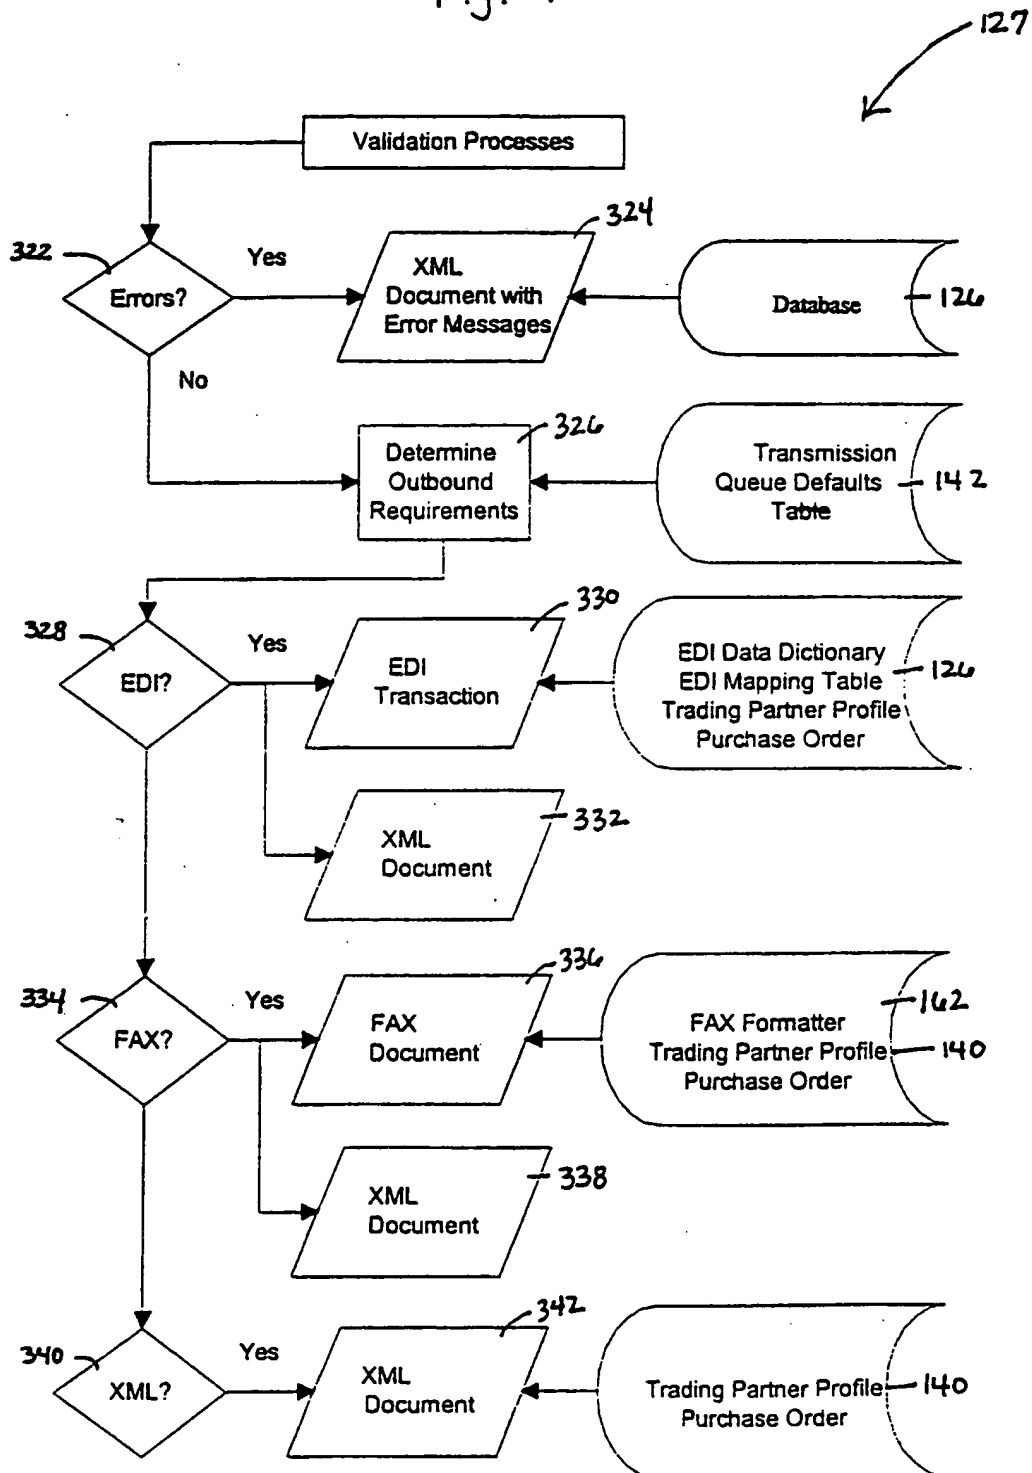 Fig.
127
Validation Processes
322
Errors?
Yes
No
324
XML
Document with
Error Messages
Database
126
326
Determine
Outbound
Requirements
Transmission
Queue Defaults
Table
142
328
EDI?
Yes
330
EDI
Transaction
EDI Data Dictionary
EDI Mapping Table
Trading Partner Profile
Purchase Order
126
332
XML
Document
334
FAX?
Yes
336
FAX
Document
162
FAX Formatter
Trading Partner Profile
Purchase Order
140
338
XML
Document
340
XML?
Yes
342
XML
Document
Trading Partner Profile
Purchase Order
140